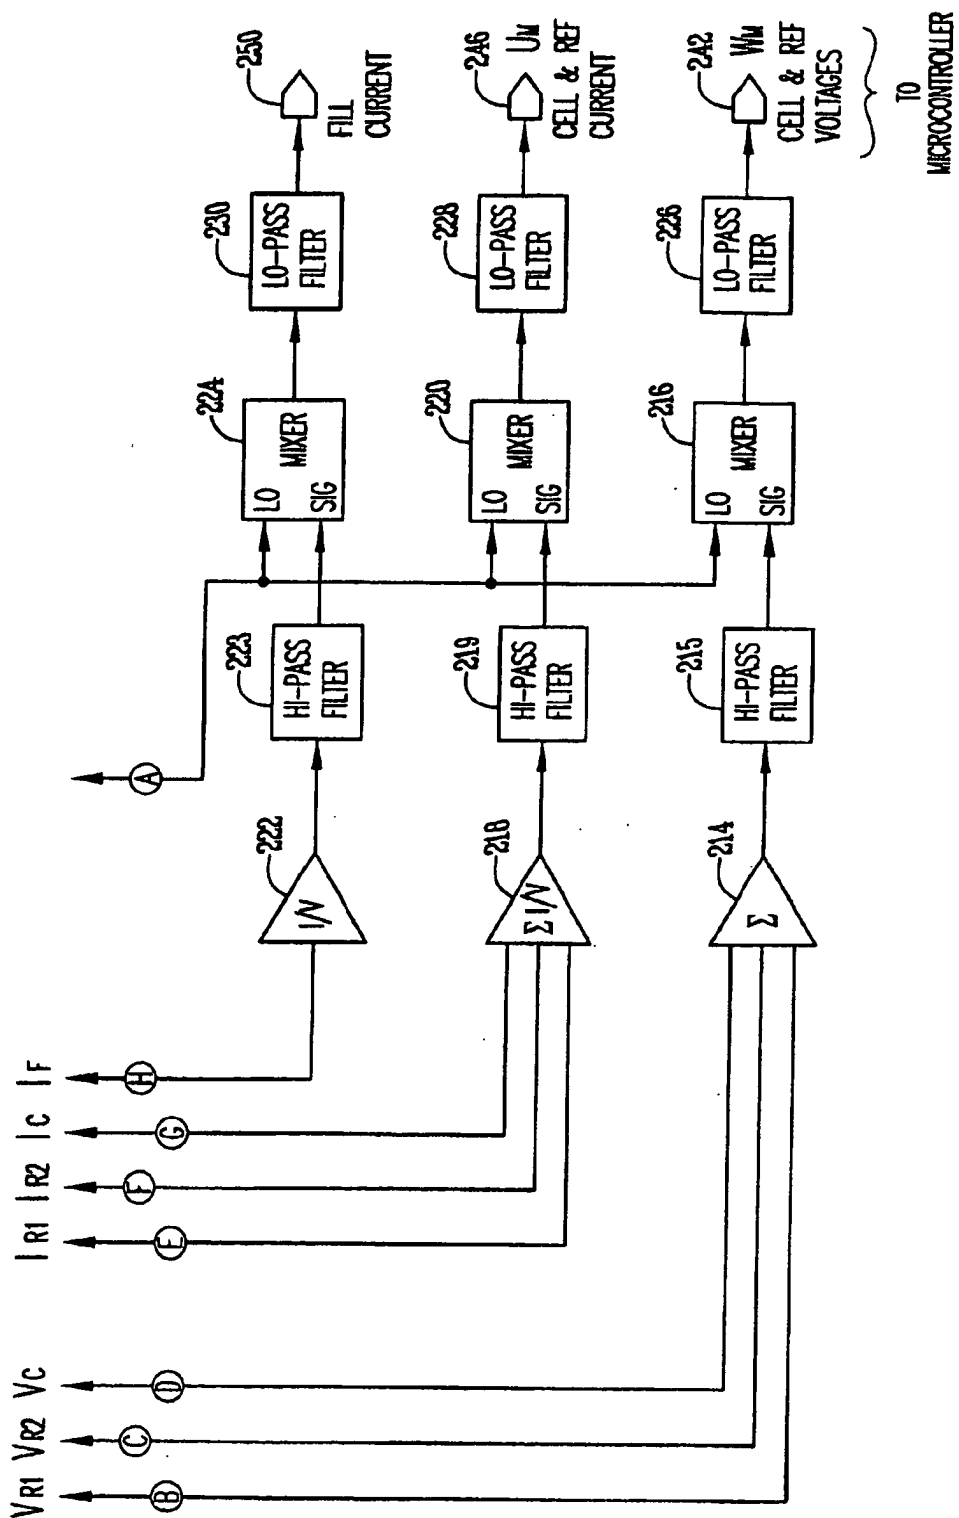 VR1 VR2 VC
IR1 IR2 IC IF
B
C
D
E
F
G
H
A
222
I/V
223
HI-PASS
FILTER
224
LO
SIG
MIXER
230
LO-PASS
FILTER
250
FILL
CURRENT
218
Σ I/V
219
HI-PASS
FILTER
220
LO
SIG
MIXER
228
LO-PASS
FILTER
246
UM
CELL & REF
CURRENT
214
Σ
215
HI-PASS
FILTER
216
LO
SIG
MIXER
226
LO-PASS
FILTER
242
WM
CELL & REF
VOLTAGES
TO
MICROCONTROLLER